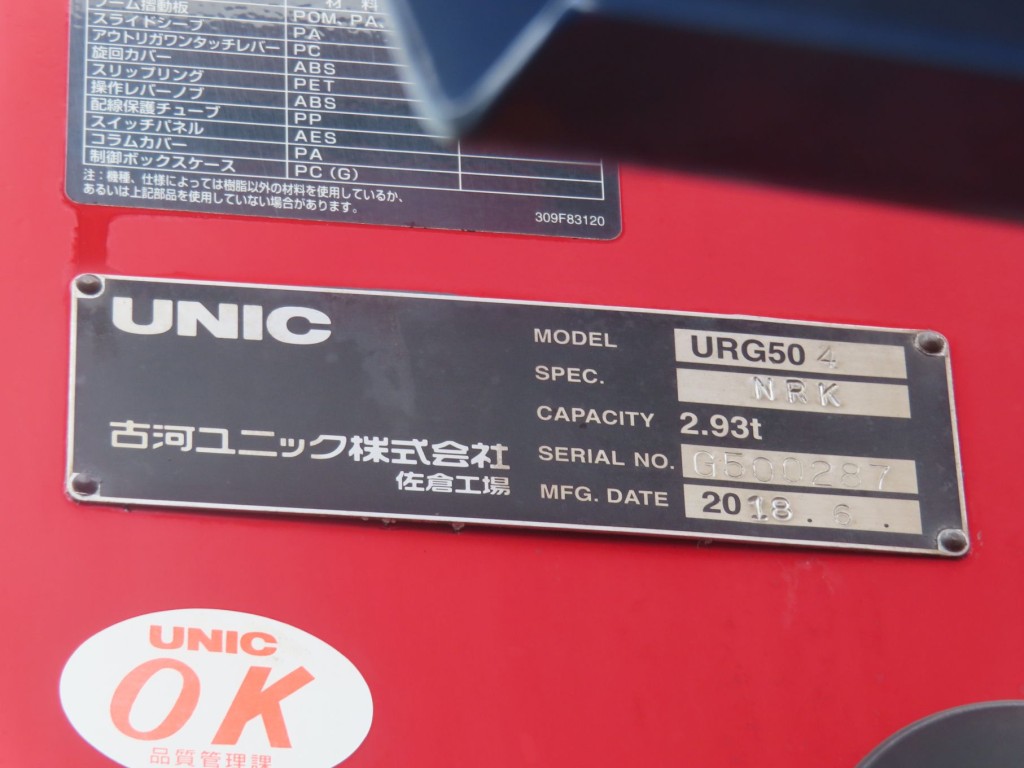 ブーム摺動板 材 料
スライドシーブ POM, PA,
アウトリガワンタッチレバー PA
旋回カバー PC
スリップリング ABS
操作レバーノブ PET
配線保護チューブ ABS
スイッチパネル PP
コラムカバー AES
制御ボックスケース PA
PC (G)
注:機種、仕様によっては樹脂以外の材料を使用しているか、
あるいは上記部品を使用していない場合があります。
309F83120
UNIC
古河ユニック株式会社
佐倉工場
MODEL URG50 4
SPEC. NRK
CAPACITY 2.93t
SERIAL NO. G500287
MFG. DATE 2018.6.
UNIC
OK
品質管理課